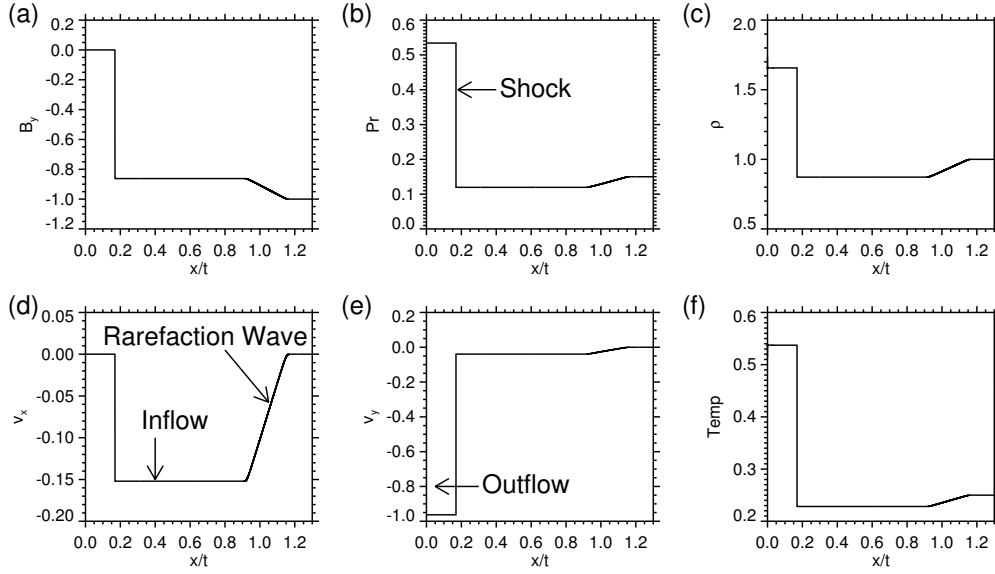 (a)
B_y
0.0
-0.2
-0.4
-0.6
-0.8
-1.0
-1.2
0.0 0.2 0.4 0.6 0.8 1.0 1.2
x/t
(b)
Pr
0.6
0.5
0.4
0.3
0.2
0.1
0.0
Shock
0.0 0.2 0.4 0.6 0.8 1.0 1.2
x/t
(c)
ρ
2.0
1.5
1.0
0.5
0.0 0.2 0.4 0.6 0.8 1.0 1.2
x/t
(d)
v_x
0.05
0.00
-0.05
-0.10
-0.15
-0.20
Rarefaction Wave
Inflow
0.0 0.2 0.4 0.6 0.8 1.0 1.2
x/t
(e)
v_y
0.2
0.0
-0.2
-0.4
-0.6
-0.8
-1.0
Outflow
0.0 0.2 0.4 0.6 0.8 1.0 1.2
x/t
(f)
Temp
0.6
0.5
0.4
0.3
0.2
0.0 0.2 0.4 0.6 0.8 1.0 1.2
x/t